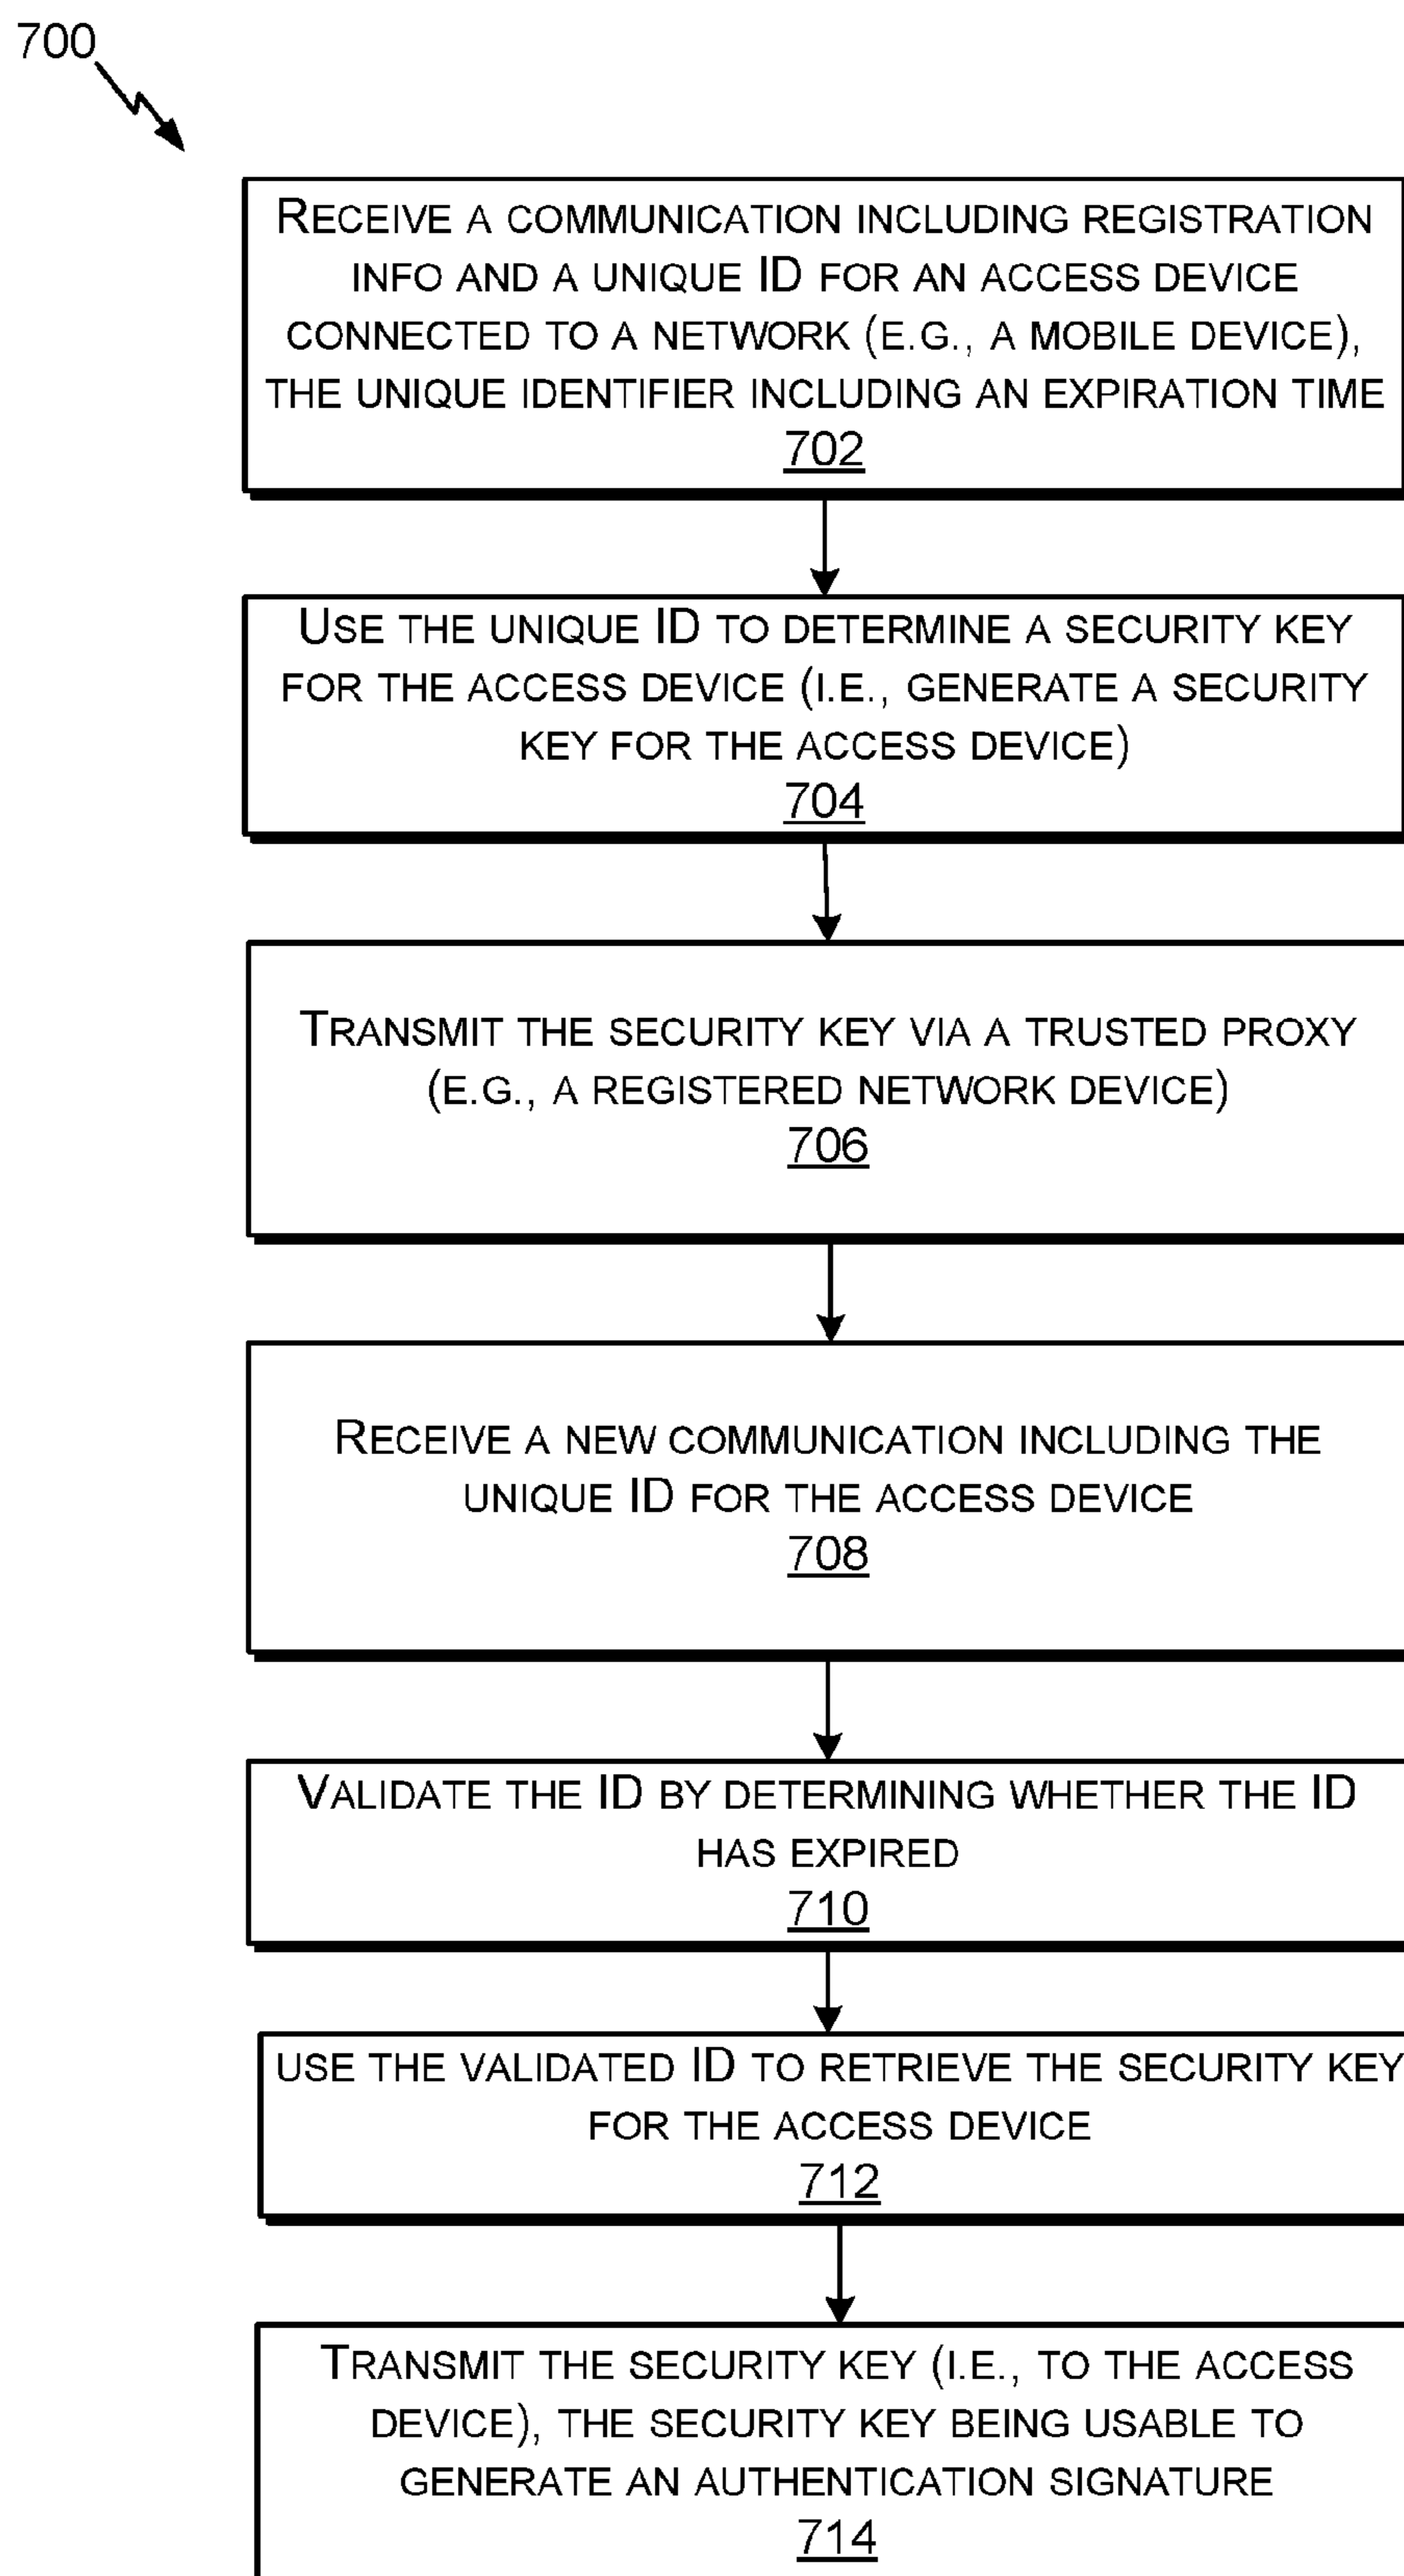 700
RECEIVE A COMMUNICATION INCLUDING REGISTRATION
INFO AND A UNIQUE ID FOR AN ACCESS DEVICE
CONNECTED TO A NETWORK (E.G., A MOBILE DEVICE),
THE UNIQUE IDENTIFIER INCLUDING AN EXPIRATION TIME
702
USE THE UNIQUE ID TO DETERMINE A SECURITY KEY
FOR THE ACCESS DEVICE (I.E., GENERATE A SECURITY
KEY FOR THE ACCESS DEVICE)
704
TRANSMIT THE SECURITY KEY VIA A TRUSTED PROXY
(E.G., A REGISTERED NETWORK DEVICE)
706
RECEIVE A NEW COMMUNICATION INCLUDING THE
UNIQUE ID FOR THE ACCESS DEVICE
708
VALIDATE THE ID BY DETERMINING WHETHER THE ID
HAS EXPIRED
710
USE THE VALIDATED ID TO RETRIEVE THE SECURITY KEY
FOR THE ACCESS DEVICE
712
TRANSMIT THE SECURITY KEY (I.E., TO THE ACCESS
DEVICE), THE SECURITY KEY BEING USABLE TO
GENERATE AN AUTHENTICATION SIGNATURE
714